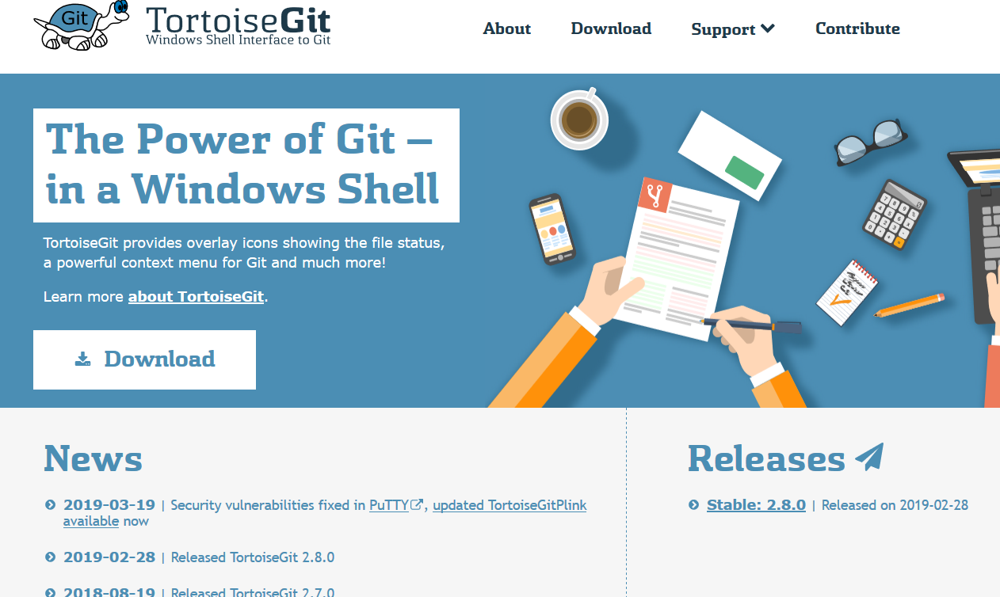 Git
TortoiseGit
Windows Shell Interface to Git
About
Download
Support
Contribute
The Power of Git –
in a Windows Shell
TortoiseGit provides overlay icons showing the file status,
a powerful context menu for Git and much more!
Learn more about TortoiseGit.
Download
News
2019-03-19 | Security vulnerabilities fixed in PuTTY, updated TortoiseGitPlink
available now
2019-02-28 | Released TortoiseGit 2.8.0
2018-08-19 | Released TortoiseGit 2.7.0
Releases
Stable: 2.8.0 | Released on 2019-02-28